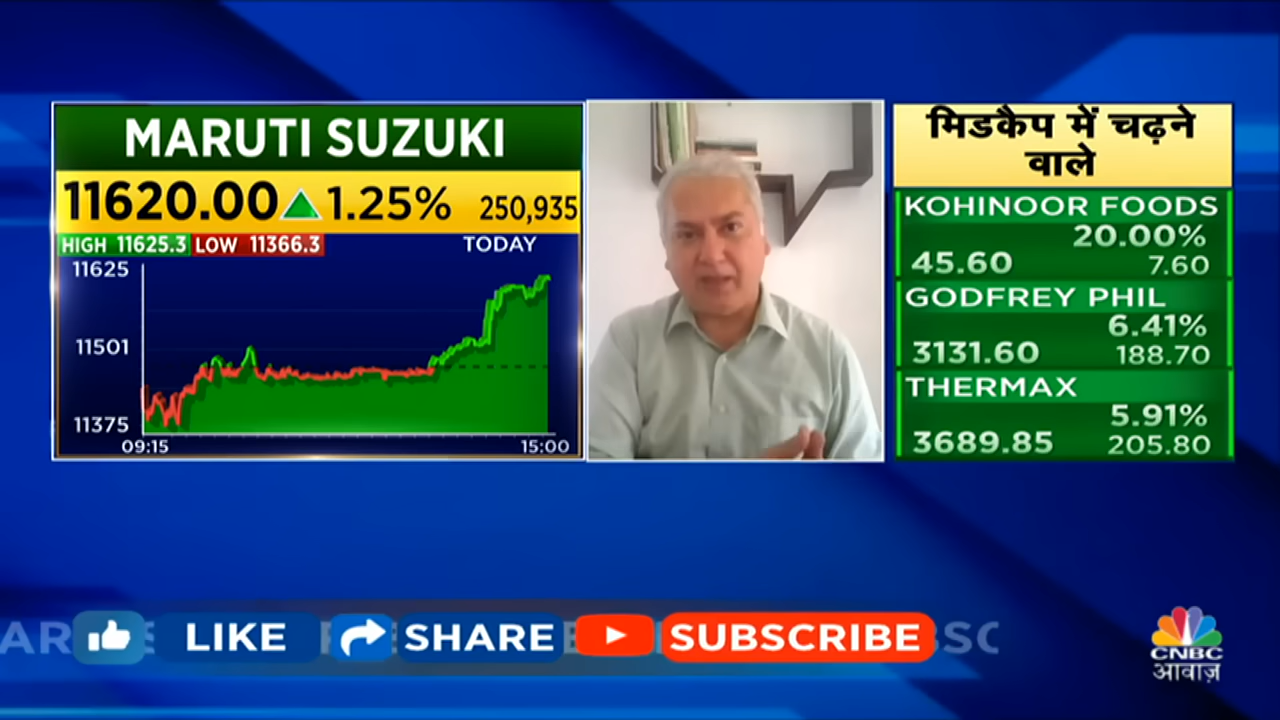 MARUTI SUZUKI
11620.00 1.25% 250,935
HIGH 11625.3 LOW 11366.3 TODAY
11625
11501
11375
09:15 15:00
मिडकैप में चढ़ने
वाले
KOHINOOR FOODS
20.00%
45.60 7.60
GODFREY PHIL
6.41%
3131.60 188.70
THERMAX
5.91%
3689.85 205.80
LIKE SHARE SUBSCRIBE
CNBC
आवाज़